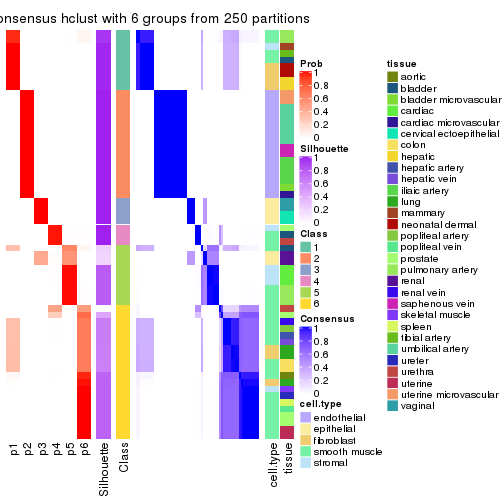 onsensus hclust with 6 groups from 250 partitions
p1
p2
p3
p4
p5
p6
Silhouette
Class
cell.type
tissue
Prob
1
0.8
0.6
0.4
0.2
0
Silhouette
1
0.8
0.6
0.4
0.2
0
Class
1
2
3
4
5
6
Consensus
1
0.8
0.6
0.4
0.2
0
cell.type
endothelial
epithelial
fibroblast
smooth muscle
stromal
tissue
aortic
bladder
bladder microvascular
cardiac
cardiac microvascular
cervical ectoepithelial
colon
hepatic
hepatic artery
hepatic vein
iliaic artery
lung
mammary
neonatal dermal
popliteal artery
popliteal vein
prostate
pulmonary artery
renal
renal vein
saphenous vein
skeletal muscle
spleen
tibial artery
umbilical artery
ureter
urethra
uterine
uterine microvascular
vaginal